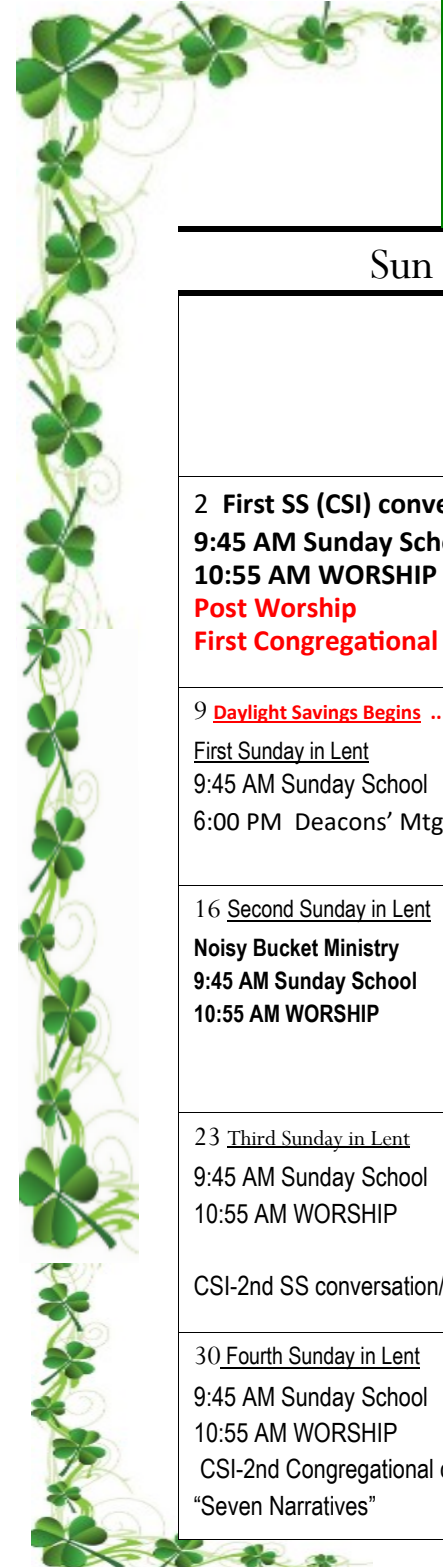 Sun
2 First SS (CSI) conve
9:45 AM Sunday Scho
10:55 AM WORSHIP
Post Worship
First Congregational
9 Daylight Savings Begins ..
First Sunday in Lent
9:45 AM Sunday School
6:00 PM Deacons' Mtg
16 Second Sunday in Lent
Noisy Bucket Ministry
9:45 AM Sunday School
10:55 AM WORSHIP
23 Third Sunday in Lent
9:45 AM Sunday School
10:55 AM WORSHIP
CSI-2nd SS conversation/
30 Fourth Sunday in Lent
9:45 AM Sunday School
10:55 AM WORSHIP
CSI-2nd Congregational
“Seven Narratives”